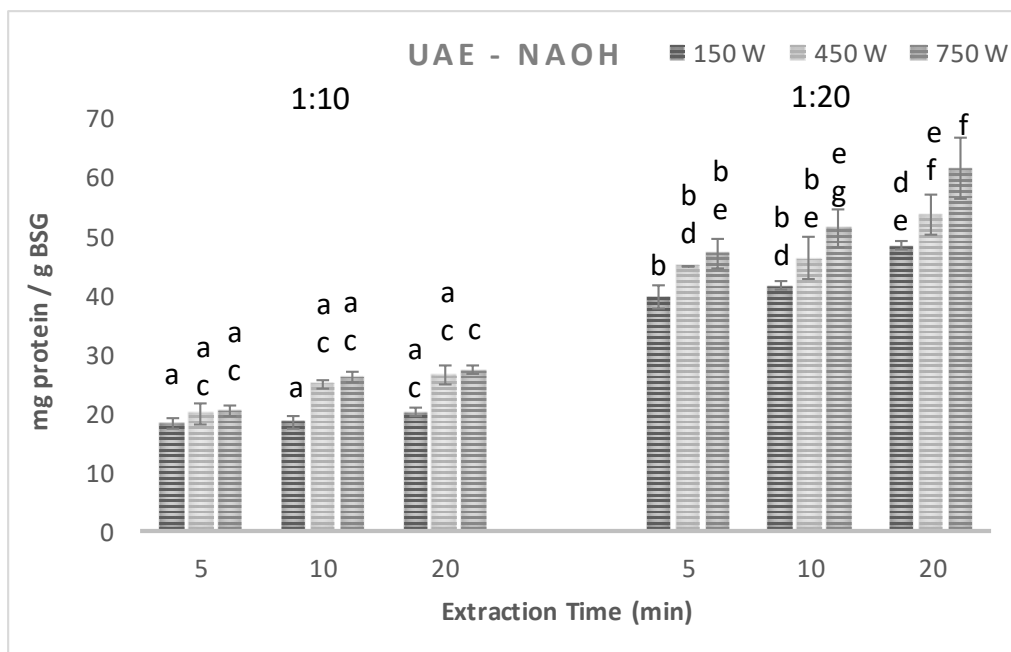 UAE - NAOH 150 W 450 W 750 W
1:10 1:20
mg protein / g BSG
70
60
50
40
30
20
10
0
a
a
c
a
c
a
a
c
a
c
a
c
a
c
c
b
b
d
b
e
b
d
b
e
e
g
d
e
e
f
f
5 10 20 5 10 20
Extraction Time (min)